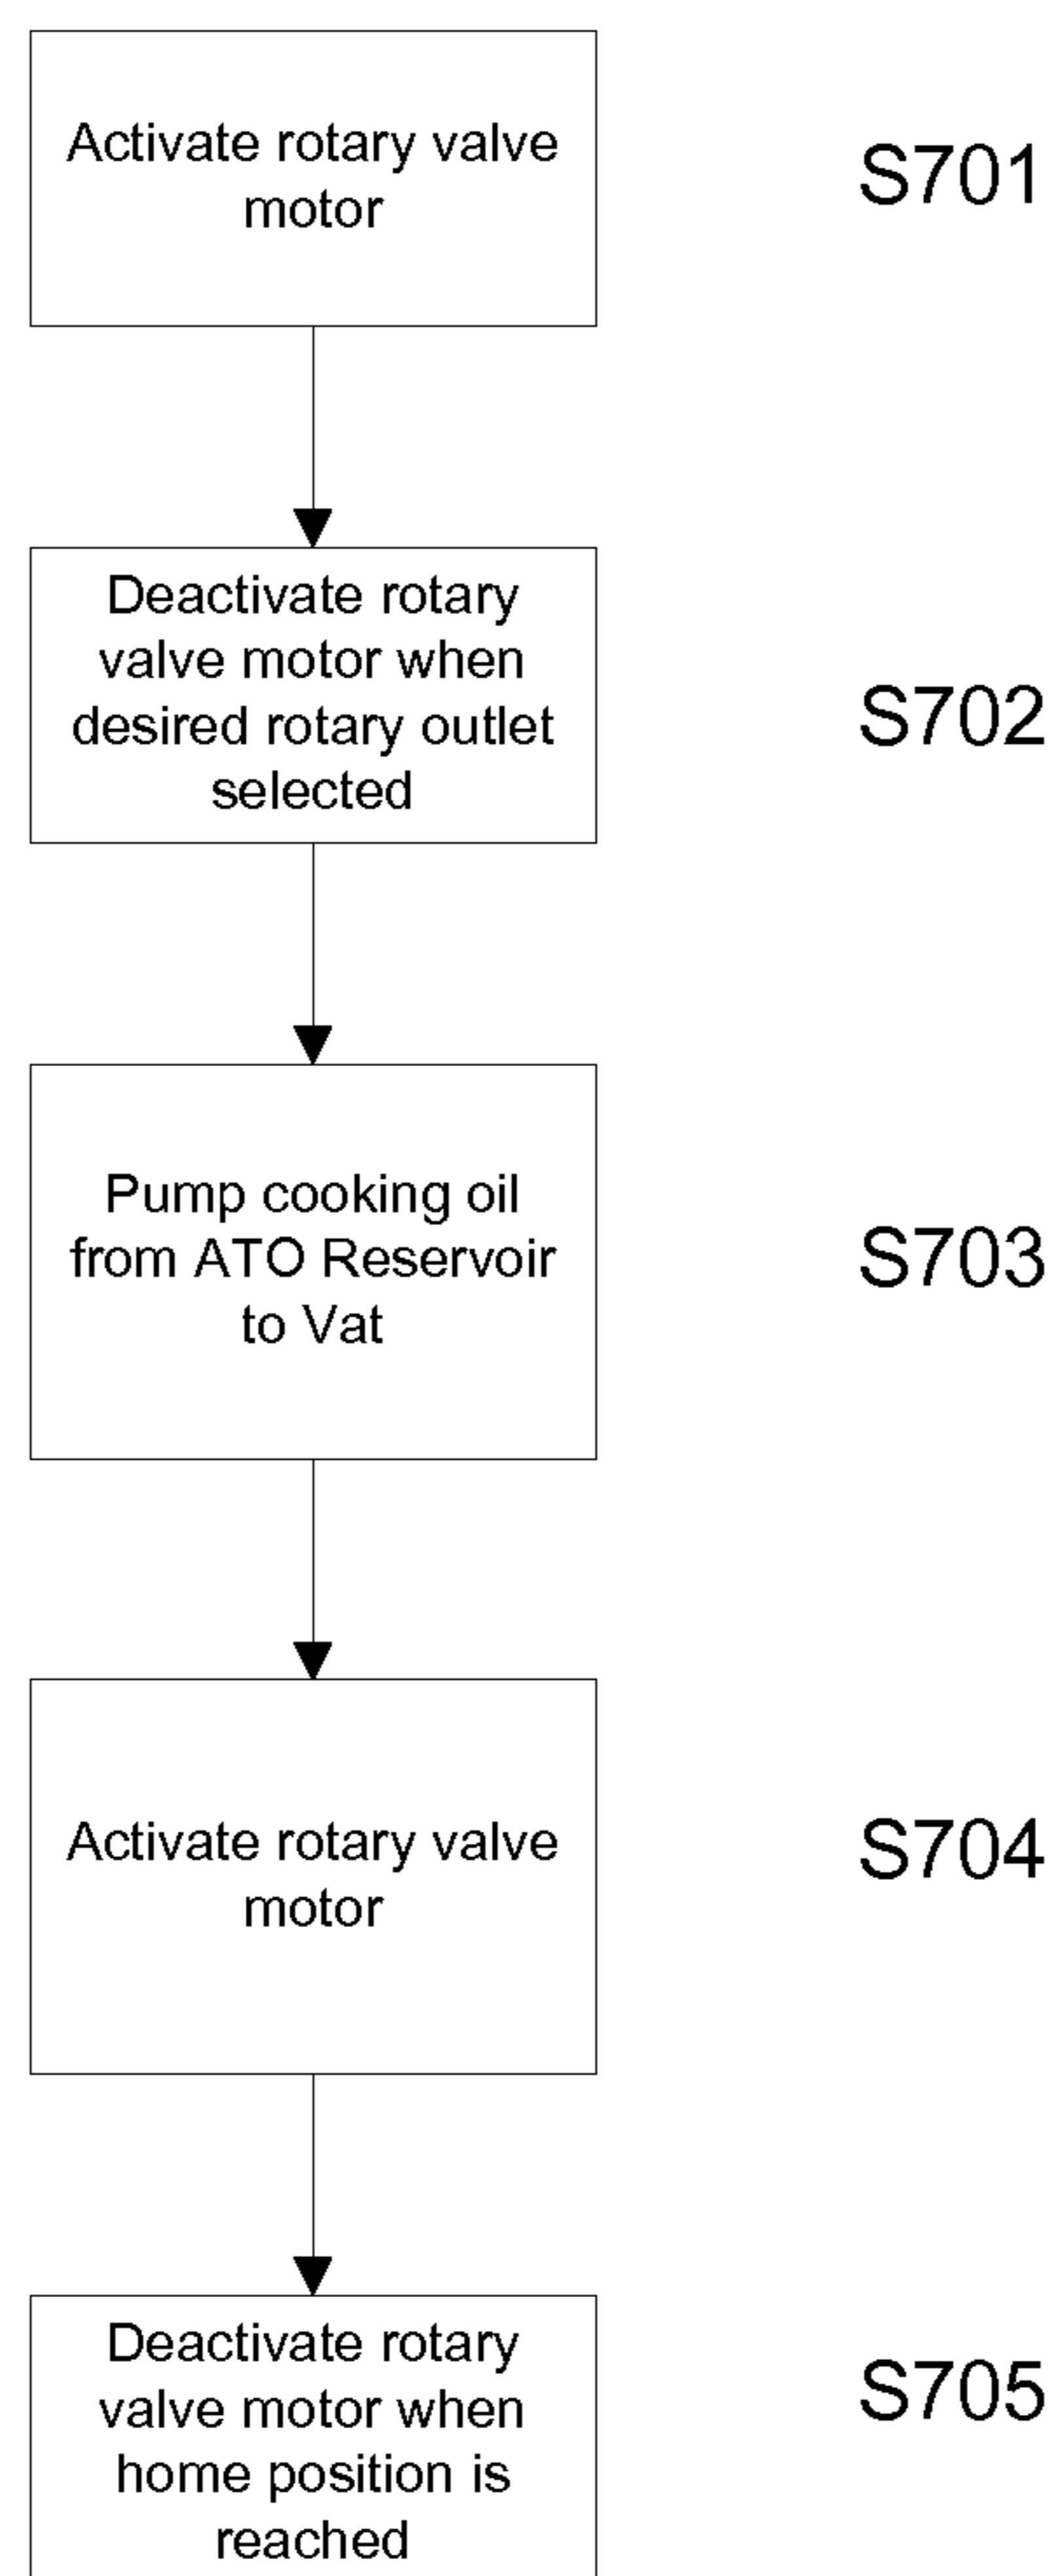 Activate rotary valve
motor
S701
Deactivate rotary
valve motor when
desired rotary outlet
selected
S702
Pump cooking oil
from ATO Reservoir
to Vat
S703
Activate rotary valve
motor
S704
Deactivate rotary
valve motor when
home position is
reached
S705